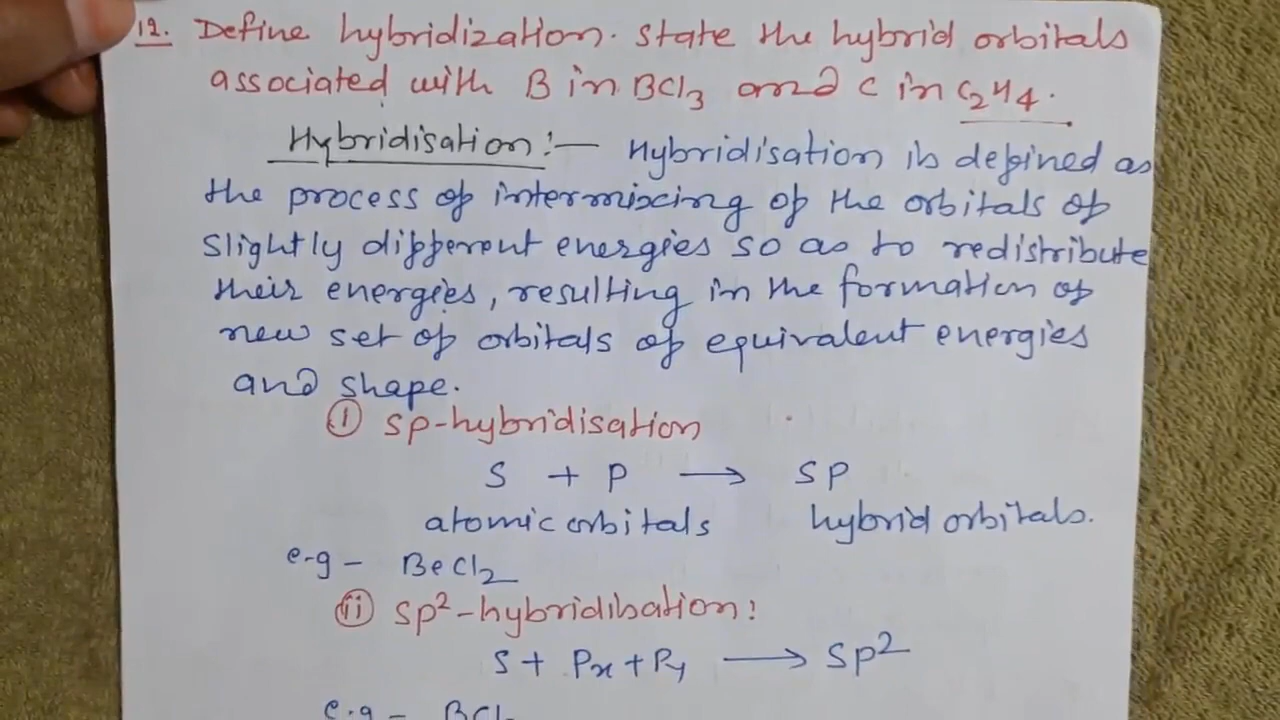 12. Define hybridization. State the hybrid orbitals
associated with B in BCl3 and C in C2H4.
Hybridisation :- Hybridisation is defined as
the process of intermixing of the orbitals of
slightly different energies so as to redistribute
their energies, resulting in the formation of
new set of orbitals of equivalent energies
and shape.
(i) sp-hybridisation
S + P → SP
atomic orbitals hybrid orbitals.
e.g - BeCl2
(ii) sp²-hybridisation :
S + Px + Py → SP²
e.g - BCl